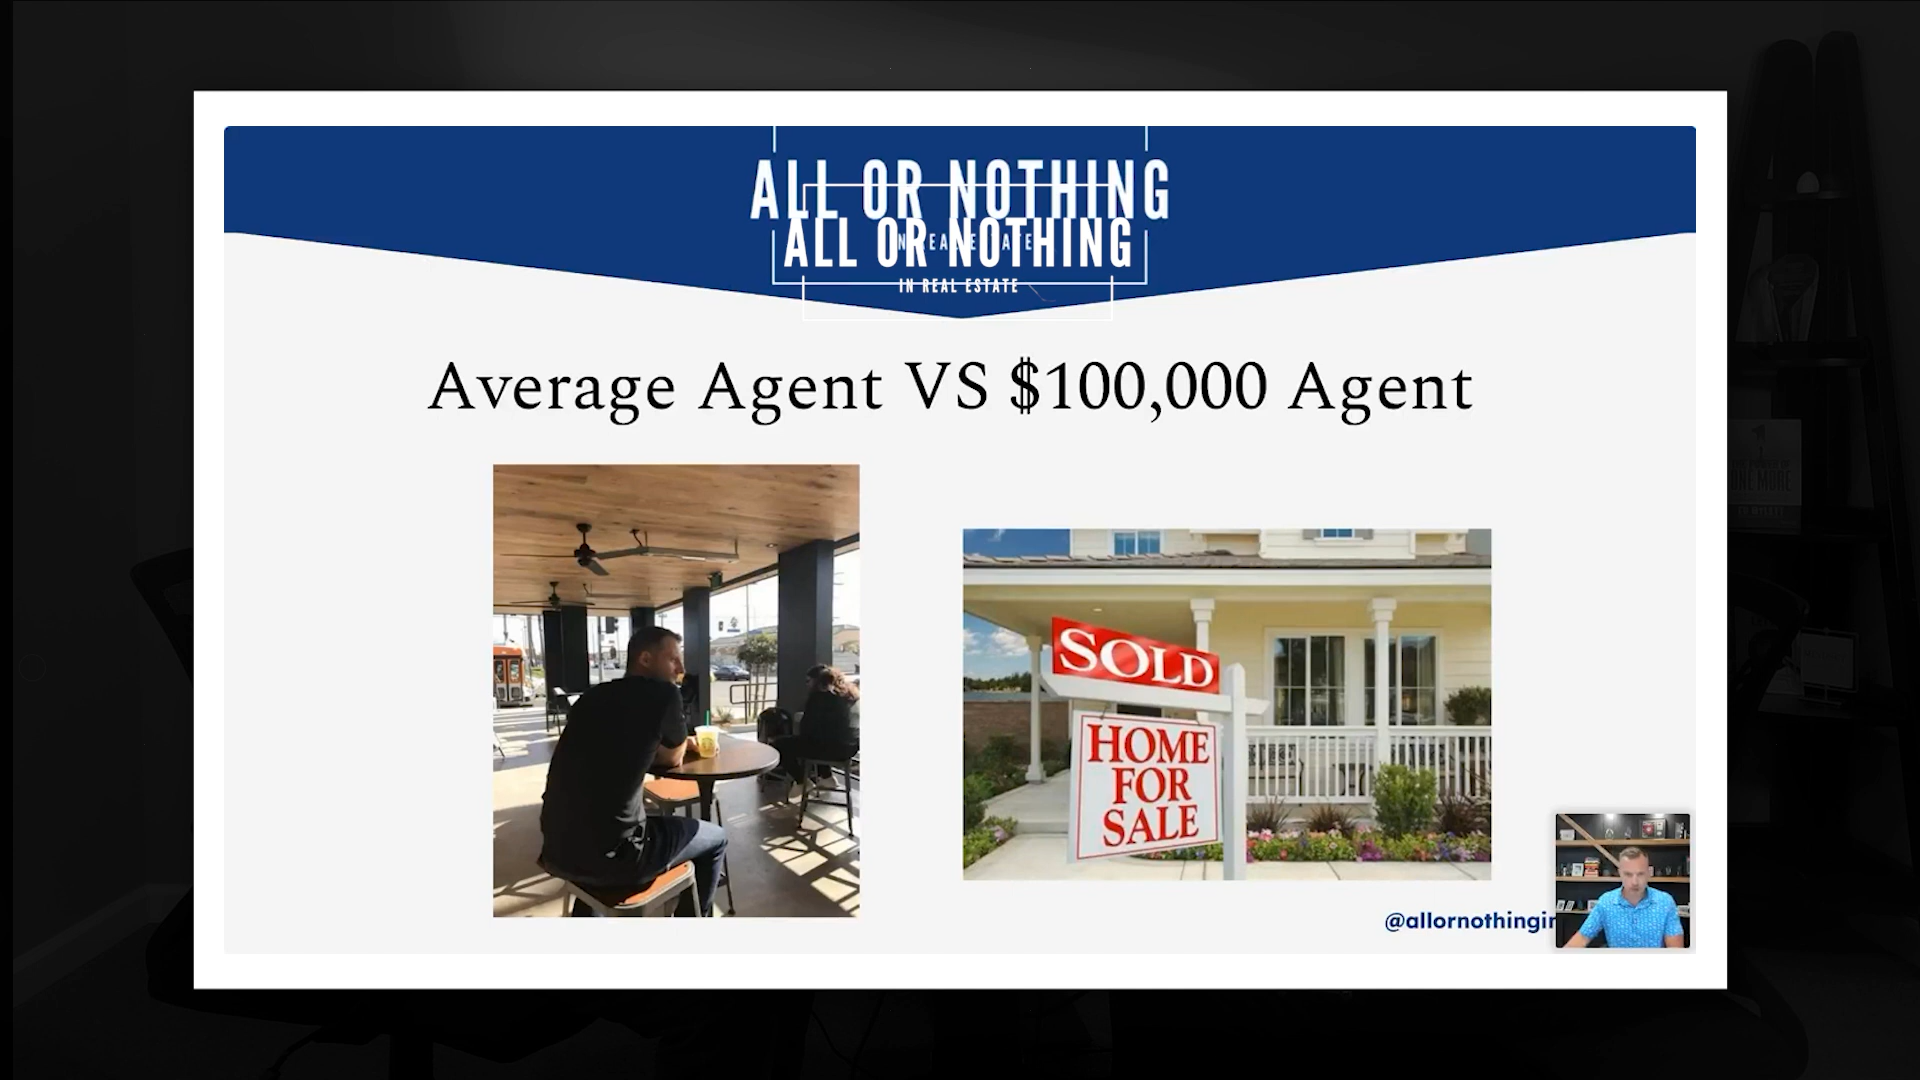 ALL OR NOTHING
ALL OR NOTHING
IN REAL ESTATE
Average Agent VS $100,000 Agent
SOLD
HOME
FOR
SALE
@allornothingin